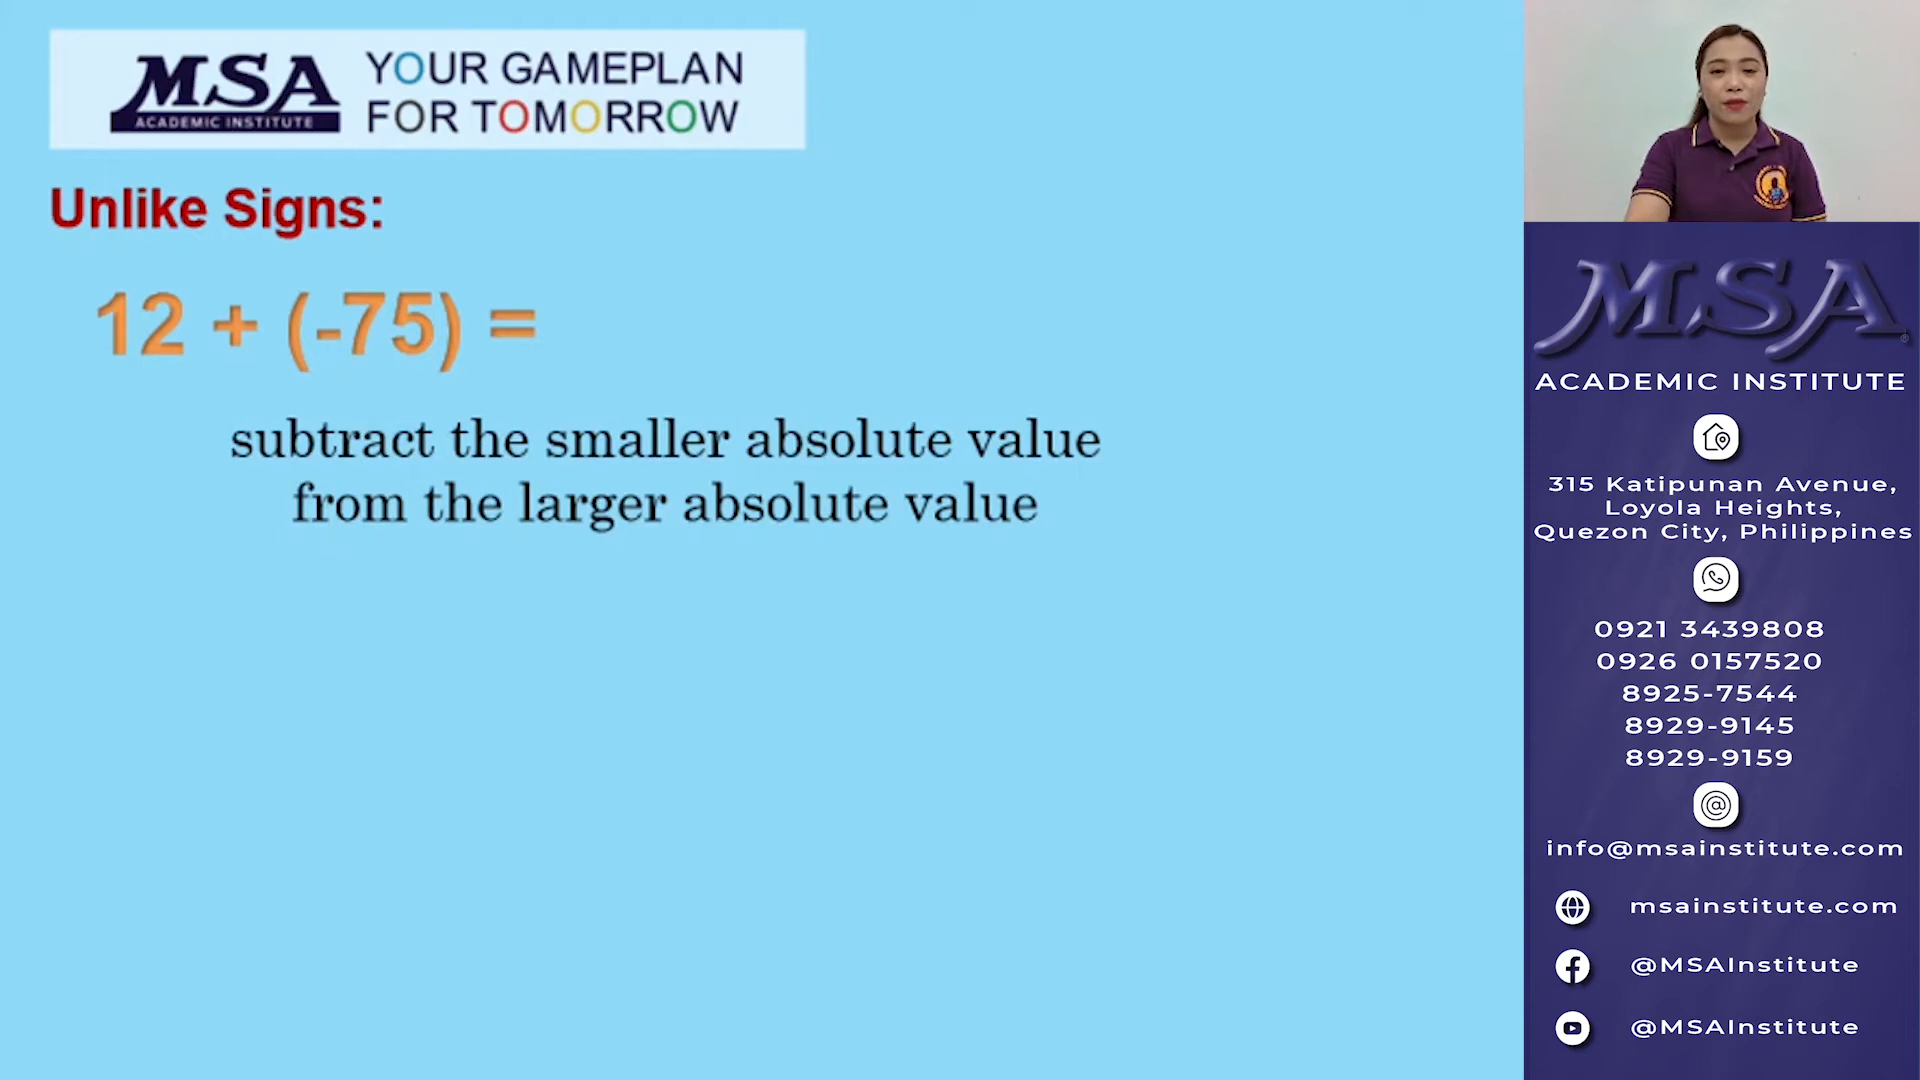 MSA
ACADEMIC INSTITUTE
YOUR GAMEPLAN
FOR TOMORROW
Unlike Signs:
12 + (-75) =
subtract the smaller absolute value
from the larger absolute value
MSA
ACADEMIC INSTITUTE
315 Katipunan Avenue,
Loyola Heights,
Quezon City, Philippines
0921 3439808
0926 0157520
8925-7544
8929-9145
8929-9159
info@msainstitute.com
msainstitute.com
@MSAInstitute
@MSAInstitute